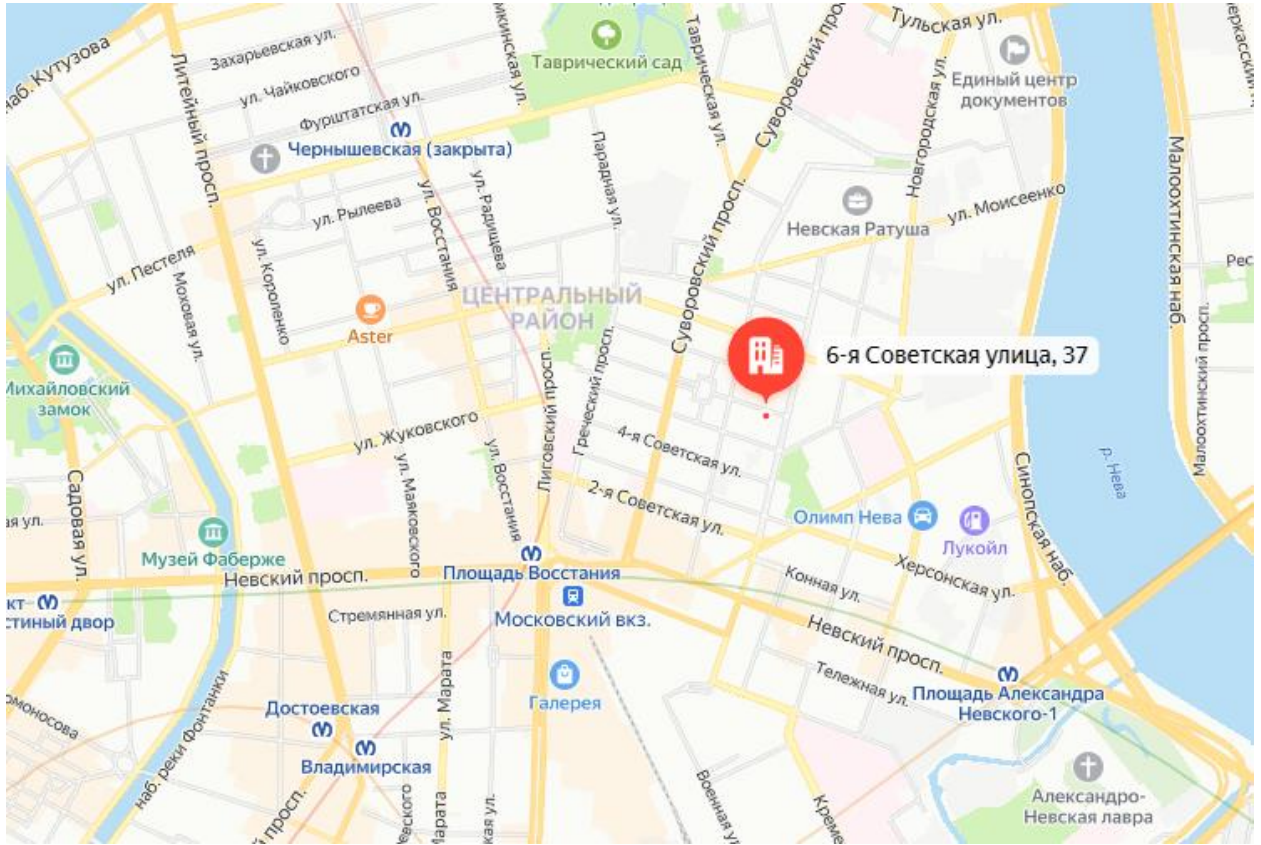 Тульская ул.
наб. Кутузова
Захарьевская ул.
Литейный просп.
Таврический сад
Таврическая ул.
Суворовский
Единый центр
документов
ул. Чайковского
Фурштатская ул.
Чернышевская (закрыта)
Парадная ул.
Новгородская ул.
Малоохтинская наб.
ул. Рылеева
ул. Восстания
ул. Радищева
Суворовский просп.
Невская Ратуша
ул. Моисеенко
ул. Пестеля
Моховая ул.
ул. Короленко
ЦЕНТРАЛЬНЫЙ
РАЙОН
Aster
6-я Советская улица, 37
Михайловский
замок
Лиговский просп.
Греческий просп.
Малоохтинский просп.
ул. Жуковского
ул. Восстания
4-я Советская ул.
ул. Маяковского
2-я Советская ул.
р. Нева
Садовая ул.
Синопская наб.
Олимп Нева
Лукойл
Музей Фаберже
Невский просп.
Площадь Восстания
Конная ул.
Херсонская ул.
стиный двор
Стремянная ул.
Московский вкз.
Невский просп.
Тележная ул.
Галерея
ул. Марата
Площадь Александра
Невского-1
Достоевская
Владимирская
наб. реки Фонтанки
Военная
Александро-
Невская лавра